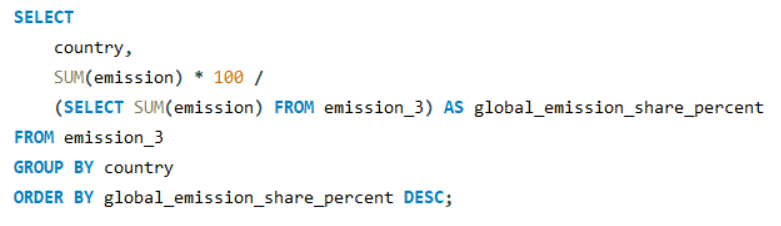 SELECT
    country,
    SUM(emission) * 100 /
    (SELECT SUM(emission) FROM emission_3) AS global_emission_share_percent
FROM emission_3
GROUP BY country
ORDER BY global_emission_share_percent DESC;